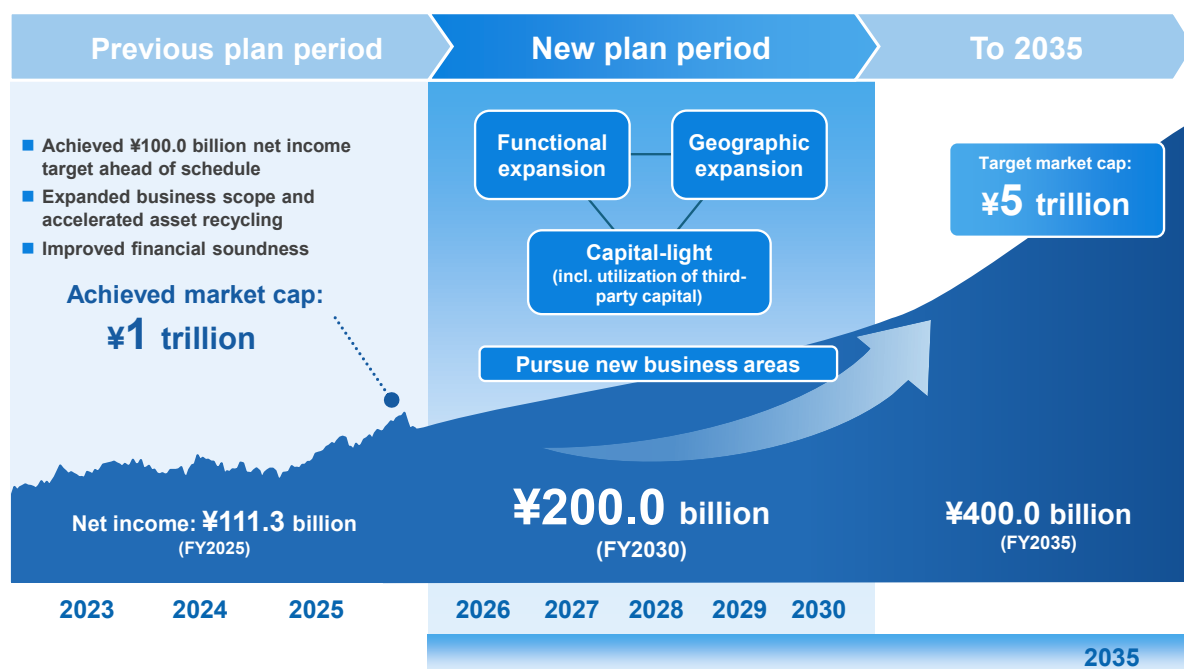 Previous plan period
New plan period
To 2035
Achieved ¥100.0 billion net income
target ahead of schedule
Expanded business scope and
accelerated asset recycling
Improved financial soundness
Achieved market cap:
¥1 trillion
Functional
expansion
Geographic
expansion
Capital-light
(incl. utilization of third-
party capital)
Pursue new business areas
Target market cap:
¥5 trillion
Net income: ¥111.3 billion
(FY2025)
¥200.0 billion
(FY2030)
¥400.0 billion
(FY2035)
2023 2024 2025 2026 2027 2028 2029 2030
2035